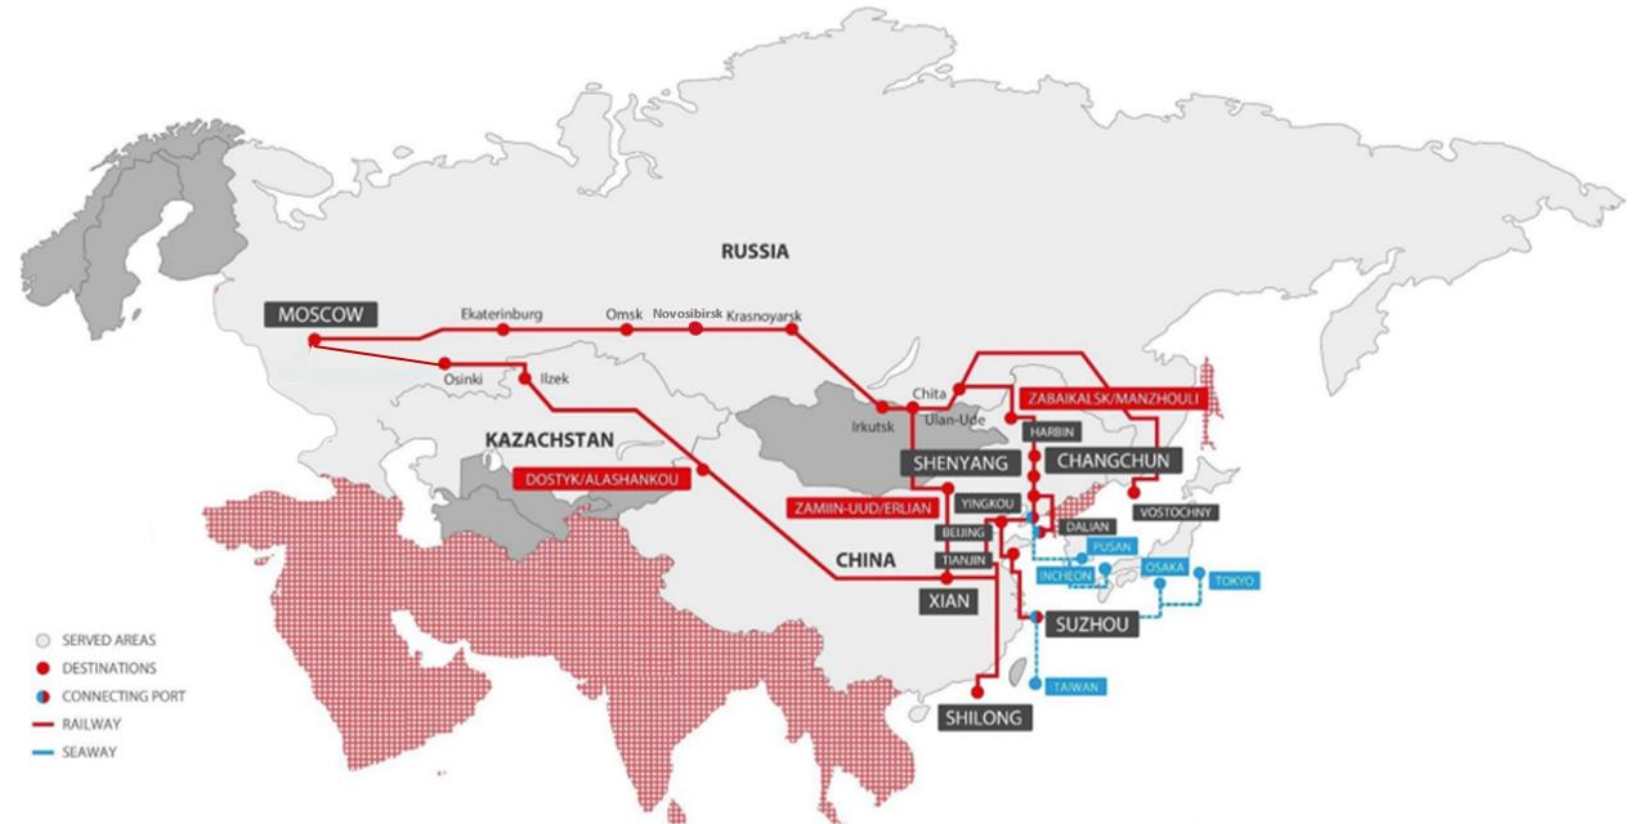 RUSSIA
MOSCOW
Ekaterinburg
Omsk
Novosibirsk
Krasnoyarsk
Osinki
Ilzek
Chita
Irkutsk
Ulan-Ude
ZABAIKALSK/MANZHOULI
HARBIN
KAZACHSTAN
SHENYANG
CHANGCHUN
DOSTYK/ALASHANKOU
ZAMIIN-UUD/ERLIAN
YINGKOU
VOSTOCHNY
BEIJING
DALIAN
PUSAN
CHINA
TIANJIN
INCHEON
OSAKA
TOKYO
XIAN
SUZHOU
TAIWAN
SHILONG
SERVED AREAS
DESTINATIONS
CONNECTING PORT
RAILWAY
SEAWAY